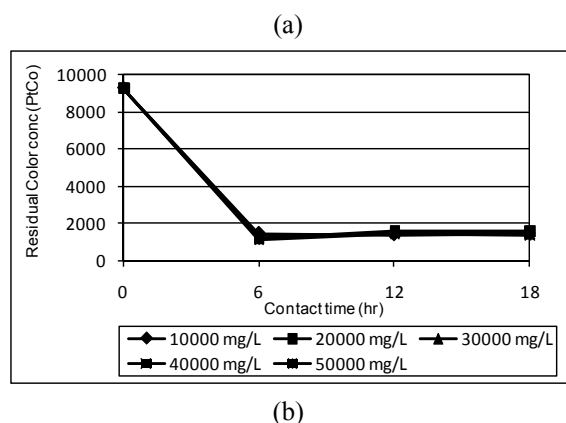 (a)
10000
8000
6000
4000
2000
0
Residual Color conc (PtCo)
0 6 12 18
Contact time (hr)
10000 mg/L 20000 mg/L 30000 mg/L
40000 mg/L 50000 mg/L
(b)